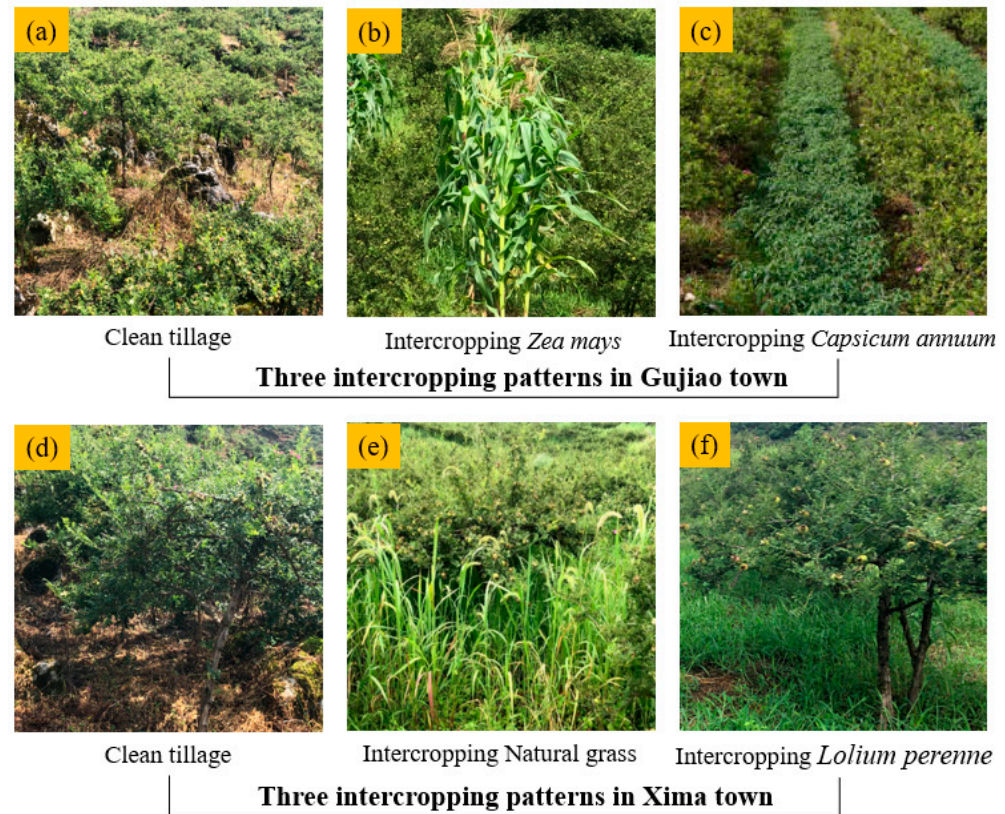 (a) (b) (c)
Clean tillage Intercropping Zea mays Intercropping Capsicum annuum
Three intercropping patterns in Gujiao town
(d) (e) (f)
Clean tillage Intercropping Natural grass Intercropping Lolium perenne
Three intercropping patterns in Xima town